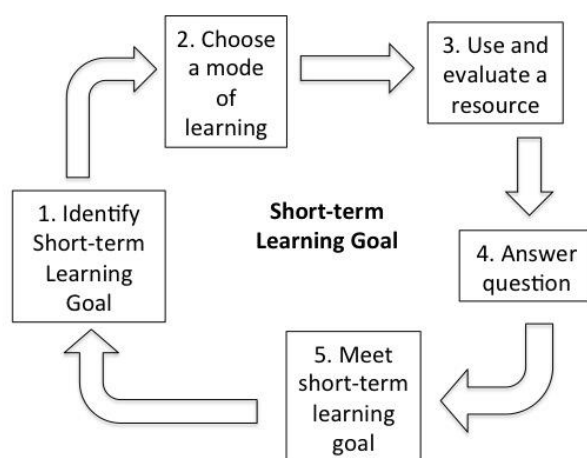 2. Choose
a mode
of
learning
3. Use and
evaluate a
resource
1. Identify
Short-term
Learning
Goal
Short-term
Learning Goal
4. Answer
question
5. Meet
short-term
learning
goal